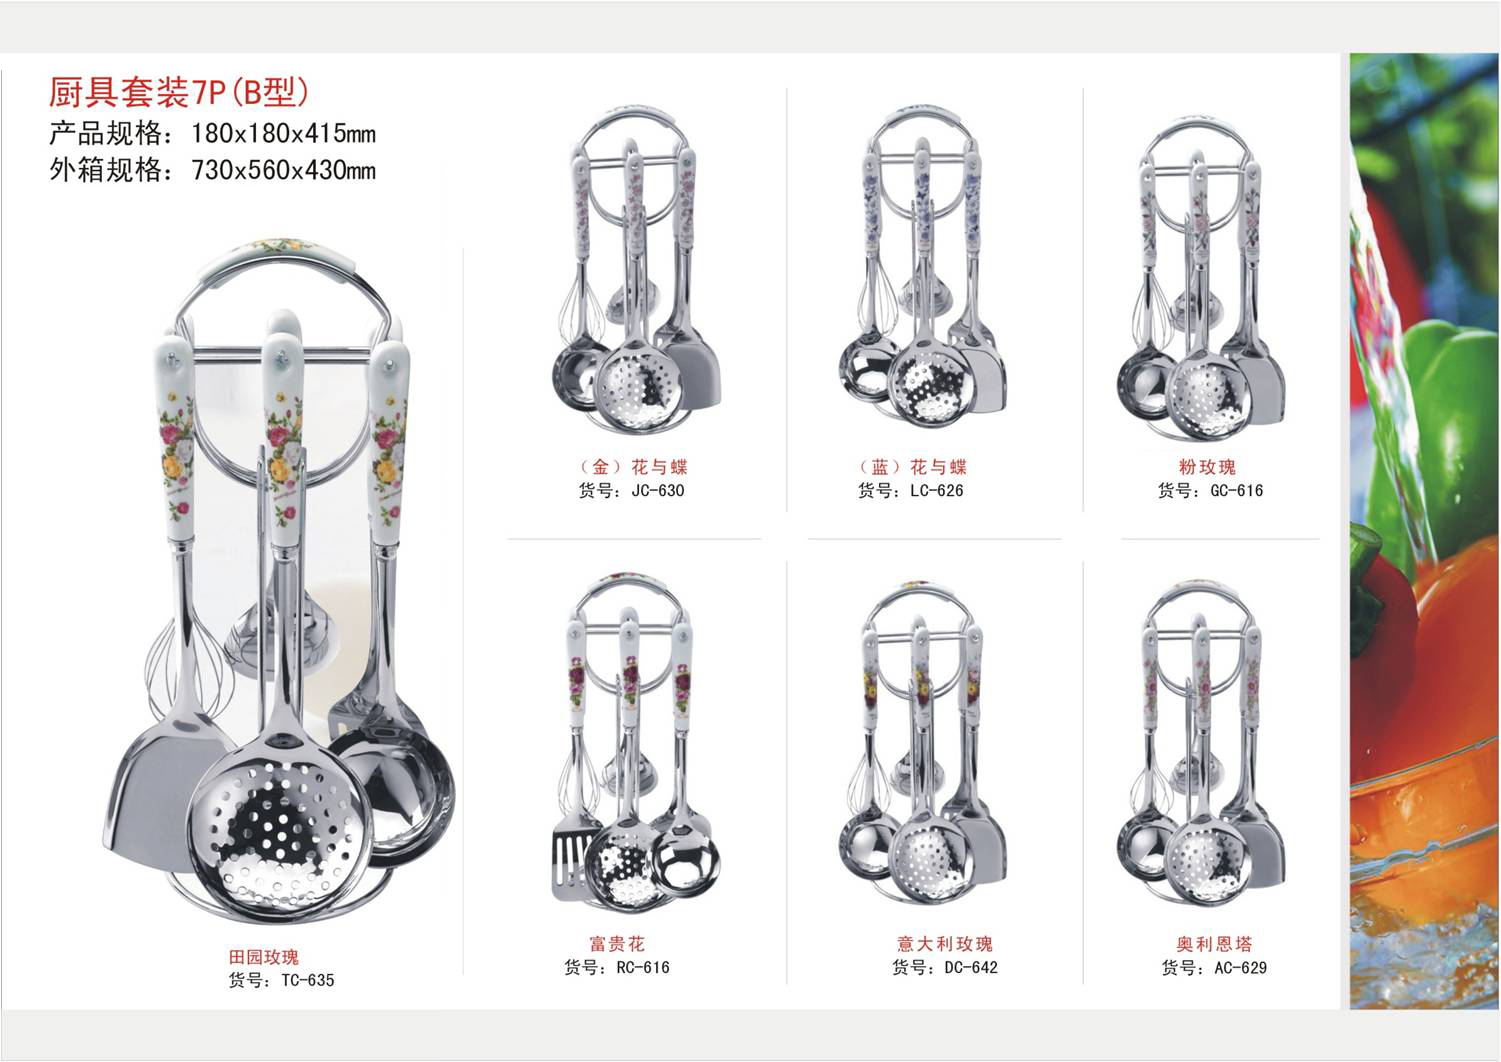 厨具套装7P(B型)
产品规格：180x180x415mm
外箱规格：730x560x430mm
（金）花与蝶
货号：JC-630
（蓝）花与蝶
货号：LC-626
粉玫瑰
货号：GC-616
田园玫瑰
货号：TC-635
富贵花
货号：RC-616
意大利玫瑰
货号：DC-642
奥利恩塔
货号：AC-629